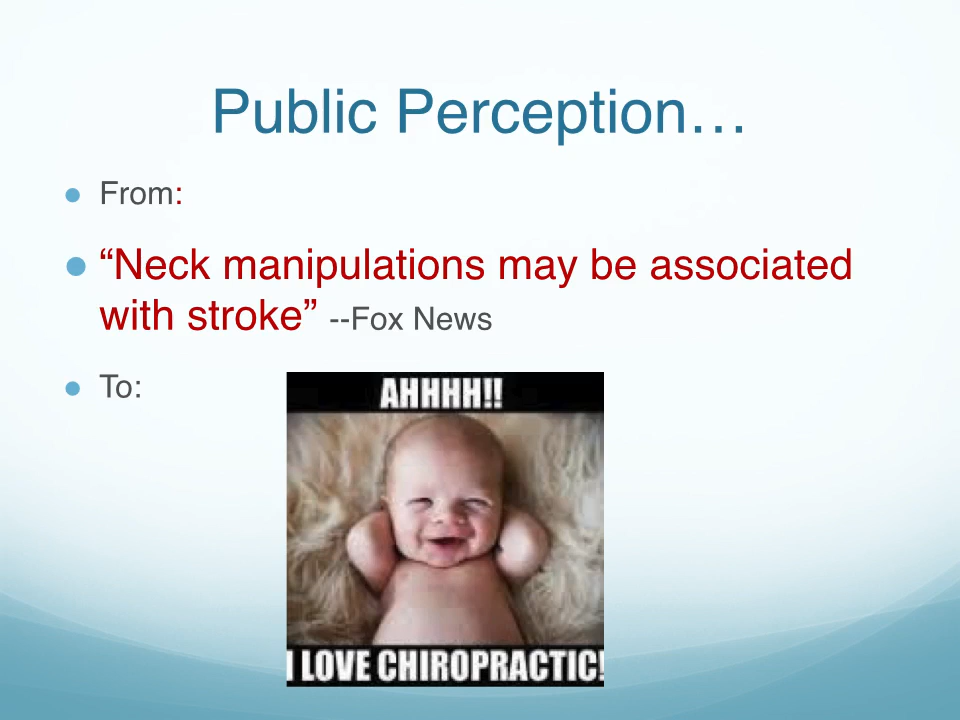 Public Perception…
From:
“Neck manipulations may be associated
with stroke” --Fox News
To:
AHHHH!!
I LOVE CHIROPRACTIC!